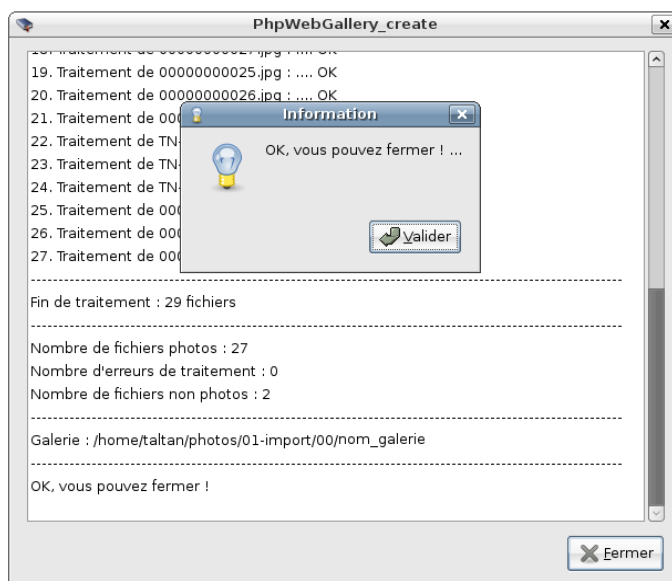 PhpWebGallery_create
19. Traitement de 00000000025.jpg : .... OK
20. Traitement de 00000000026.jpg : .... OK
21. Traitement de 000
22. Traitement de TN-
23. Traitement de TN-
24. Traitement de TN-
25. Traitement de 000
26. Traitement de 000
27. Traitement de 000
Information
OK, vous pouvez fermer ! ...
Valider
Fin de traitement : 29 fichiers
Nombre de fichiers photos : 27
Nombre d'erreurs de traitement : 0
Nombre de fichiers non photos : 2
Galerie : /home/taltan/photos/01-import/00/nom_galerie
OK, vous pouvez fermer !
Fermer